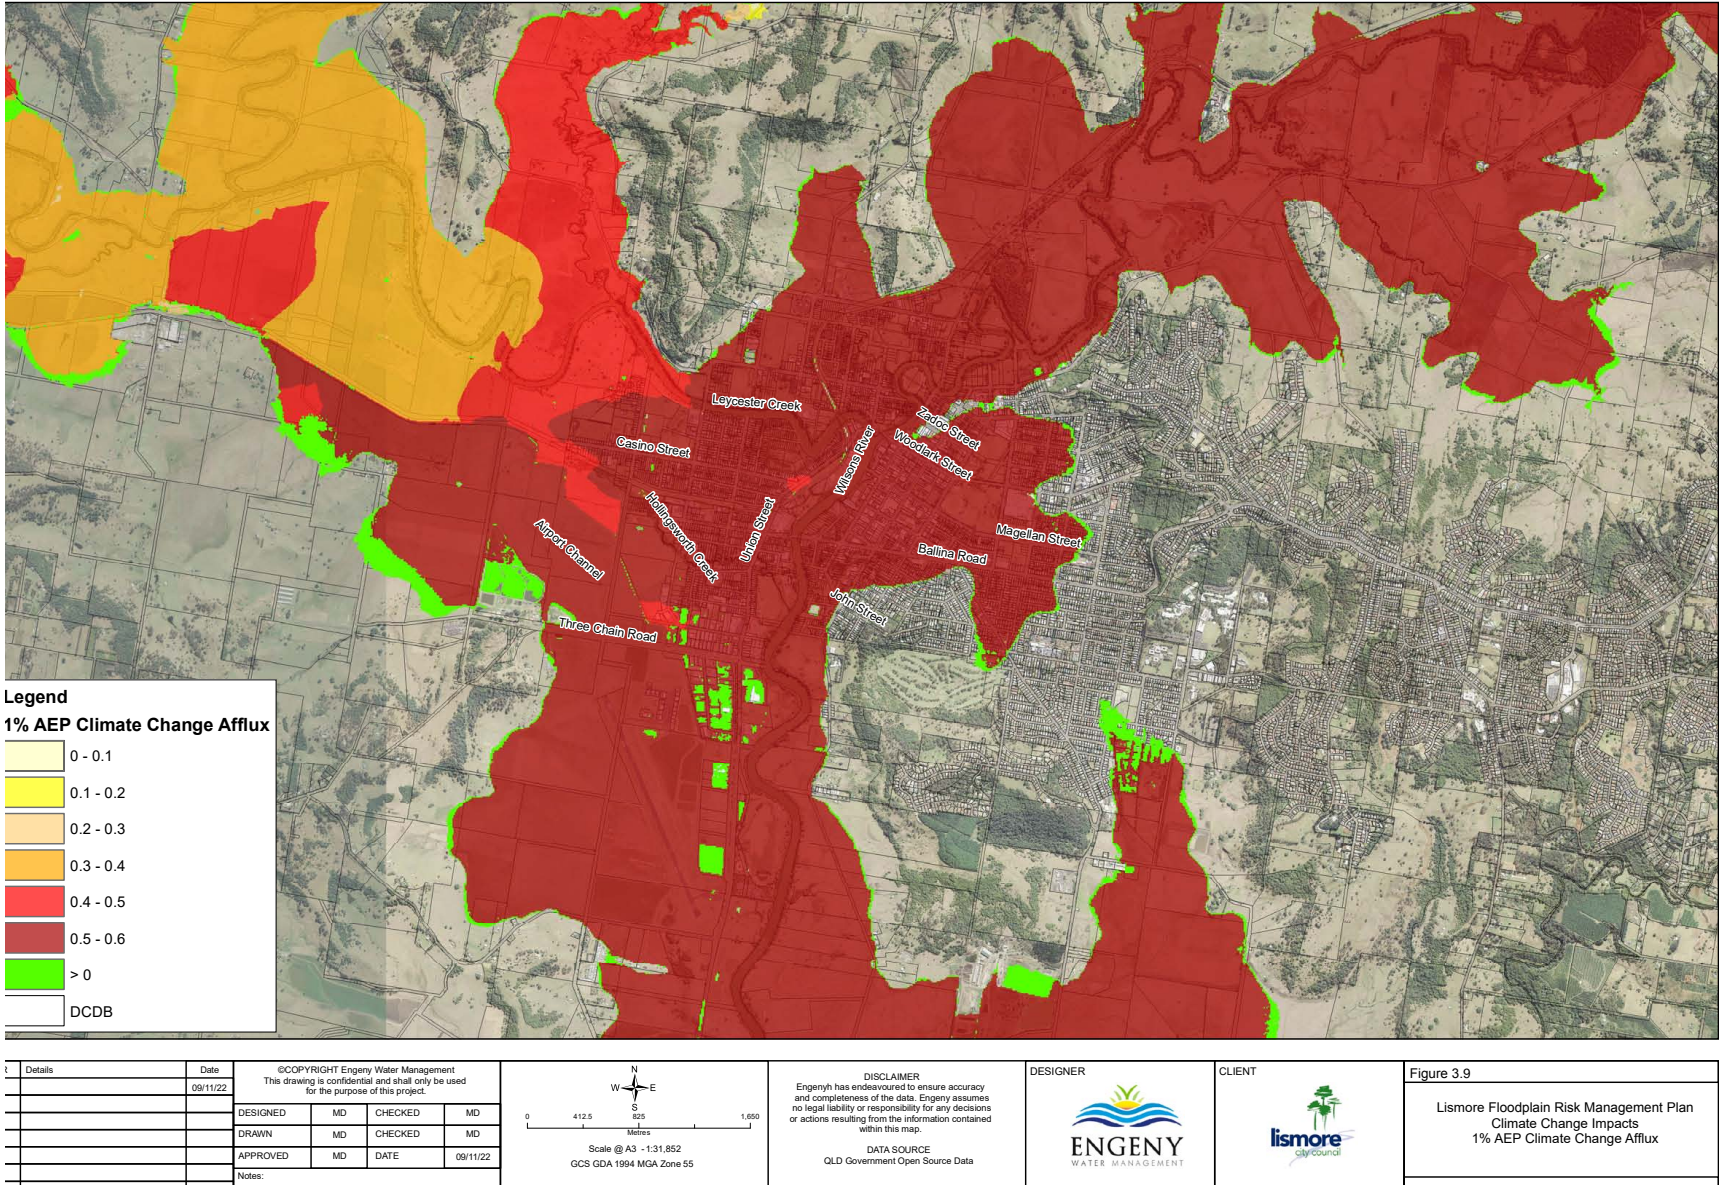 Leycester Creek
Casino Street
Zadoc Street
Woodlark Street
Wilsons River
Hollingsworth Creek
Union Street
Airport Channel
Magellan Street
Ballina Road
John Street
Three Chain Road
Legend
1% AEP Climate Change Afflux
0 - 0.1
0.1 - 0.2
0.2 - 0.3
0.3 - 0.4
0.4 - 0.5
0.5 - 0.6
> 0
DCDB
Details
Date
09/11/22
©COPYRIGHT Engeny Water Management
This drawing is confidential and shall only be used
for the purpose of this project.
DESIGNED MD CHECKED MD
DRAWN MD CHECKED MD
APPROVED MD DATE 09/11/22
Notes:
N
W E
S
0 412.5 825 1,650
Metres
Scale @ A3 - 1:31,852
GCS GDA 1994 MGA Zone 55
DISCLAIMER
Engenyh has endeavoured to ensure accuracy
and completeness of the data. Engeny assumes
no legal liability or responsibility for any decisions
or actions resulting from the information contained
within this map.
DATA SOURCE
QLD Government Open Source Data
DESIGNER
ENGENY
WATER MANAGEMENT
CLIENT
lismore
city council
Figure 3.9
Lismore Floodplain Risk Management Plan
Climate Change Impacts
1% AEP Climate Change Afflux